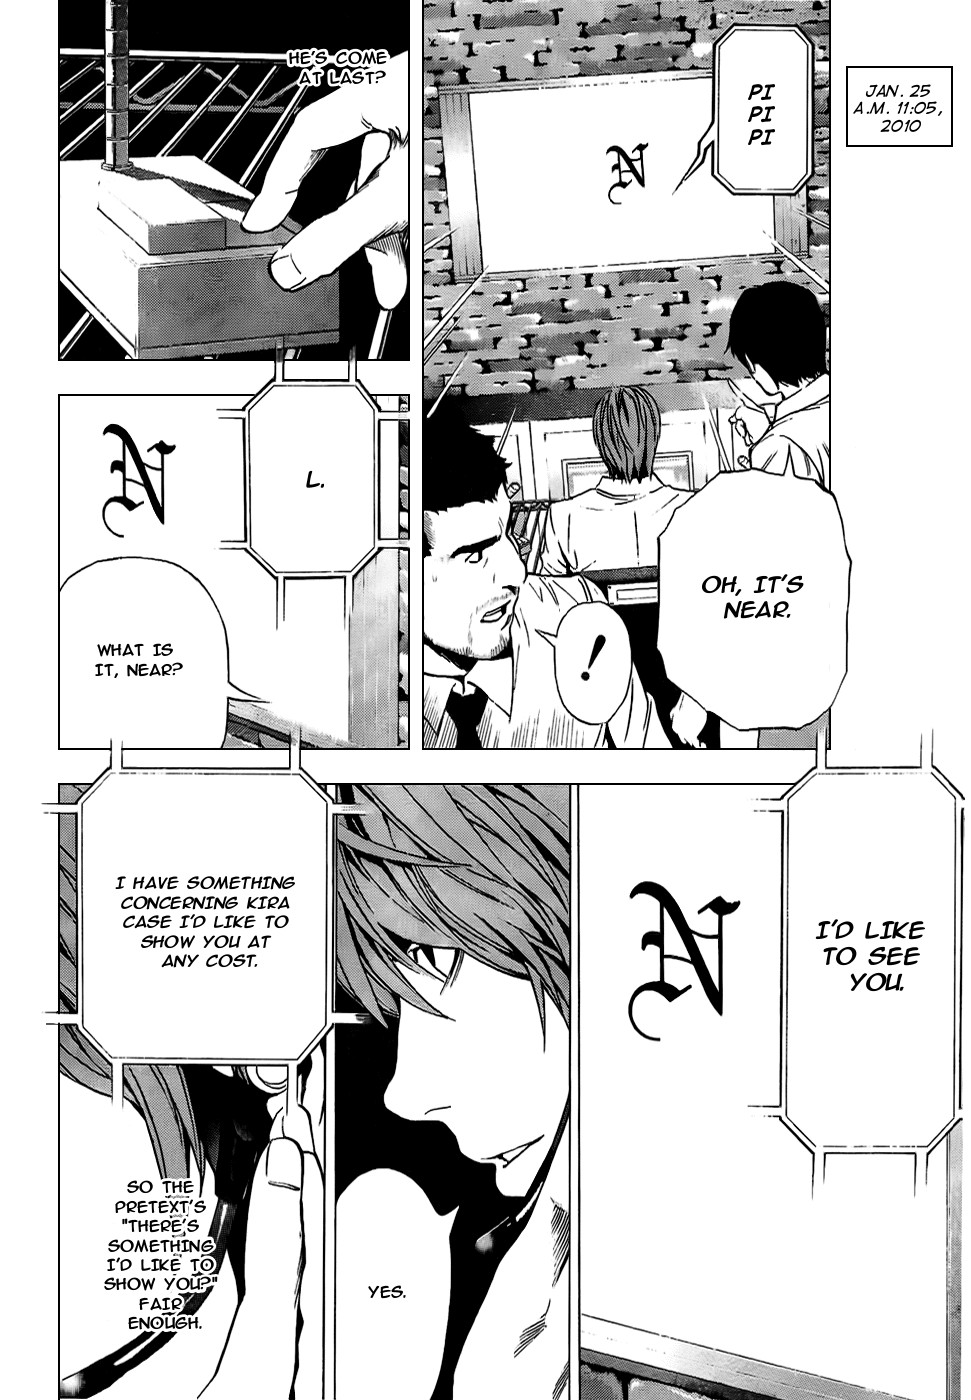 JAN. 25
A.M. 11:05,
2010
PI
PI
PI
N
OH, IT'S
NEAR.
!
HE'S COME
AT LAST?
L.
N
WHAT IS
IT, NEAR?
I'D LIKE
TO SEE
YOU.
N
YES.
I HAVE SOMETHING
CONCERNING KIRA
CASE I'D LIKE TO
SHOW YOU AT
ANY COST.
SO THE
PRETEXT'S
"THERE'S
SOMETHING
I'D LIKE TO
SHOW YOU?"
FAIR
ENOUGH.